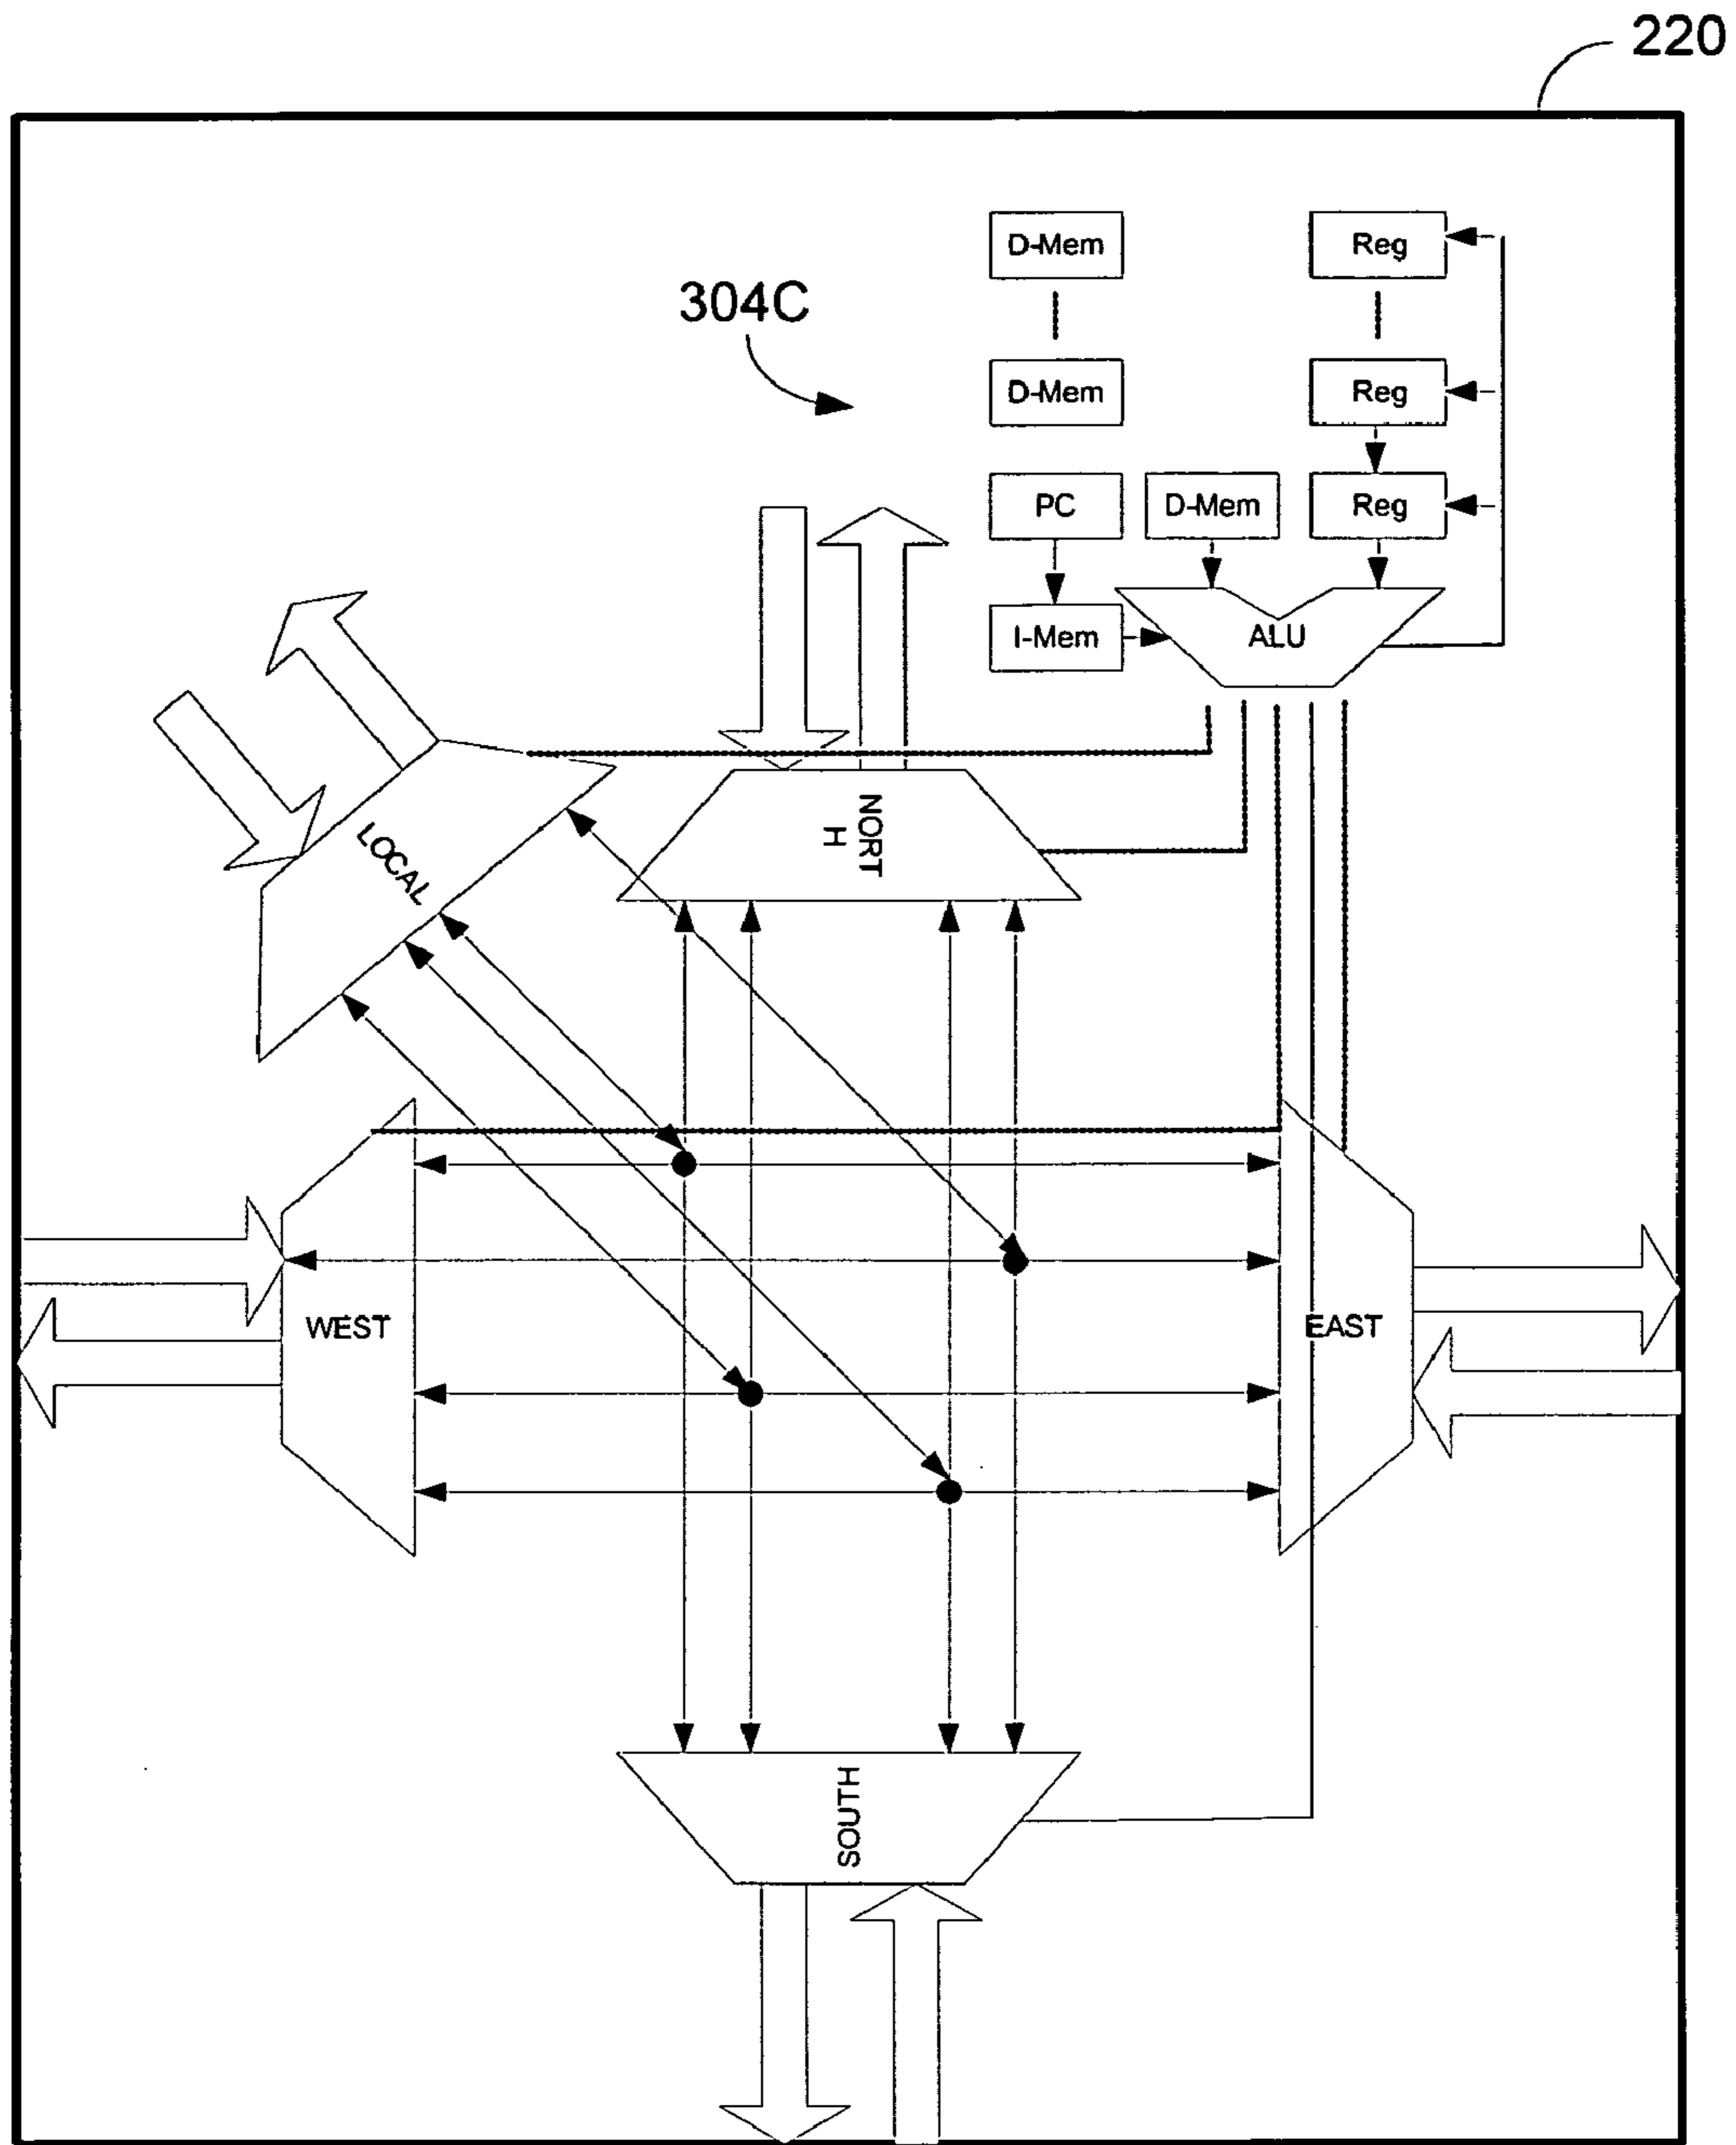 220
D-Mem
Reg
304C
D-Mem
Reg
PC
D-Mem
Reg
I-Mem
ALU
LOCAL
NORT
H
WEST
EAST
SOUTH